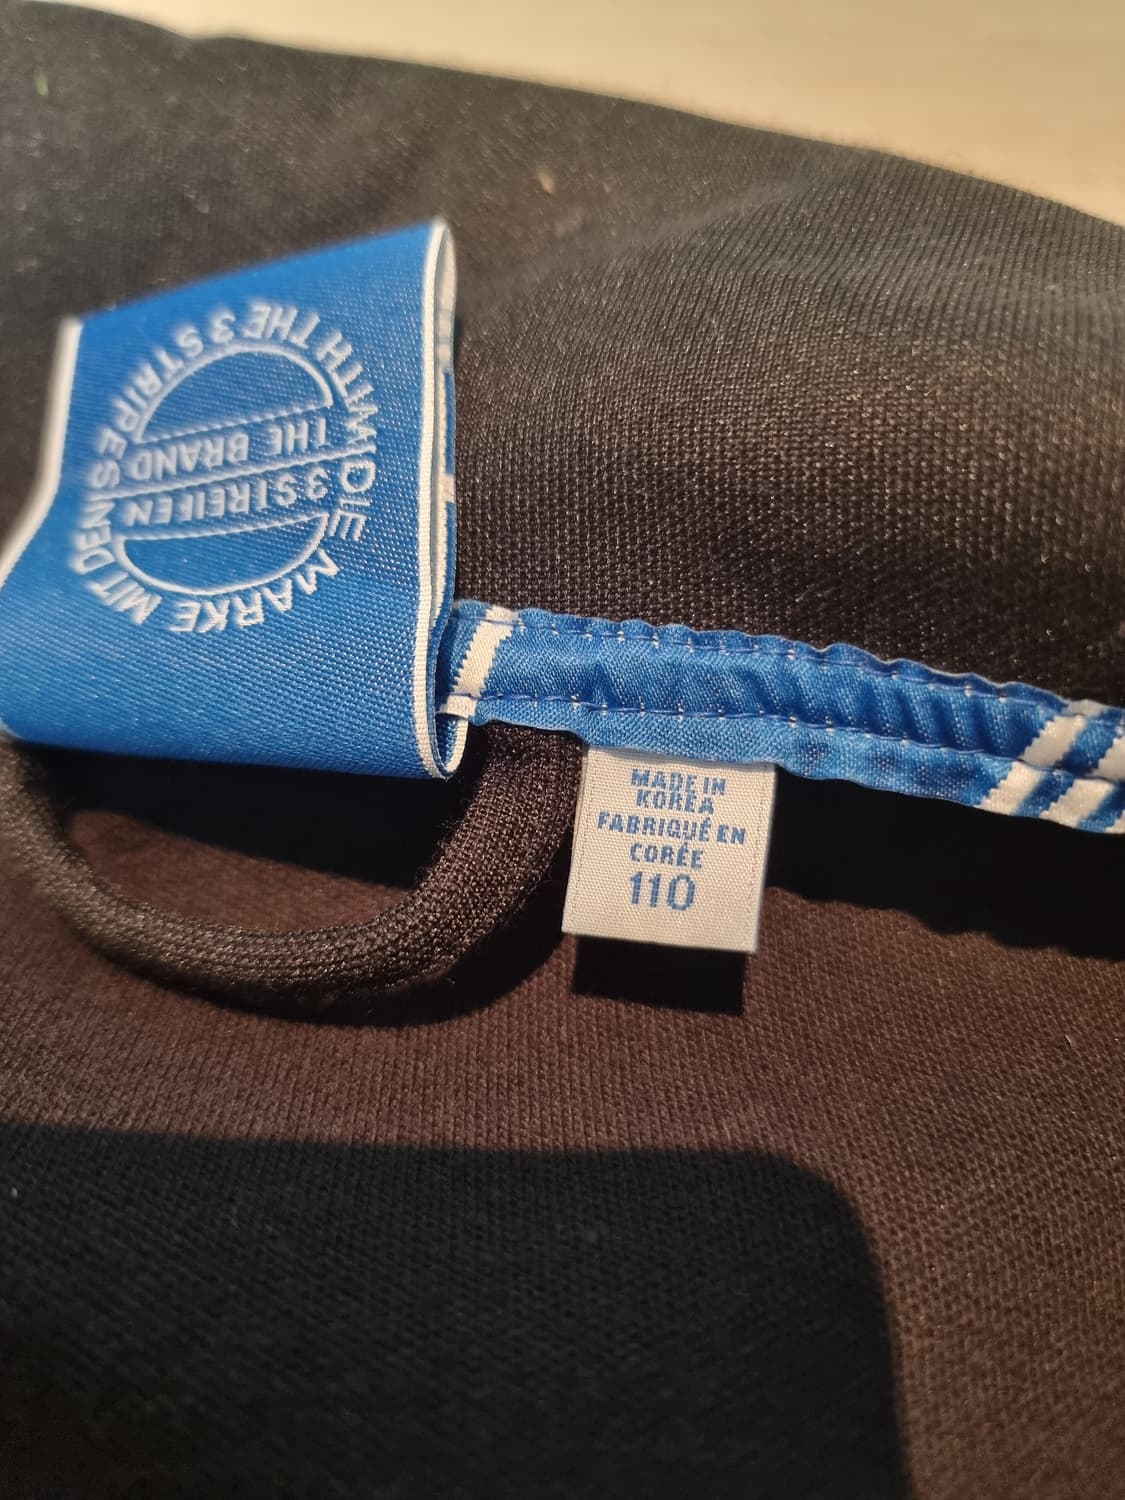 DIE MARKE MIT DEN
3 STREIFEN
THE BRAND
WITH THE 3 STRIPES
MADE IN
KOREA
FABRIQUÉ EN
CORÉE
110